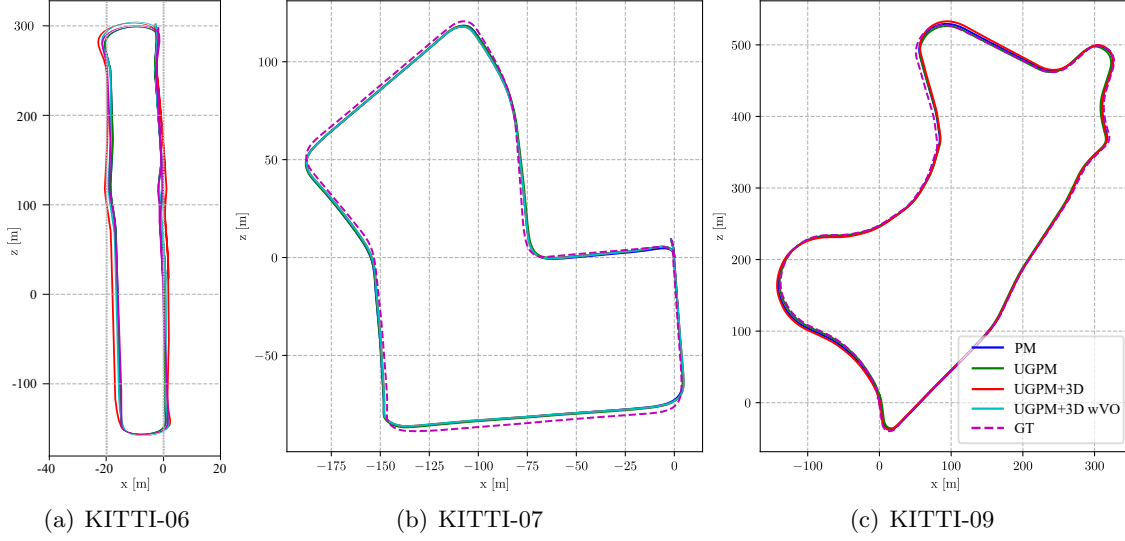 300
200
100
0
-100
z [m]
-40
-20
0
20
x [m]
(a) KITTI-06
100
50
0
−50
z [m]
−175
−150
−125
−100
−75
−50
−25
0
x [m]
(b) KITTI-07
500
400
300
200
100
0
z [m]
−100
0
100
200
300
x [m]
PM
UGPM
UGPM+3D
UGPM+3D wVO
GT
(c) KITTI-09